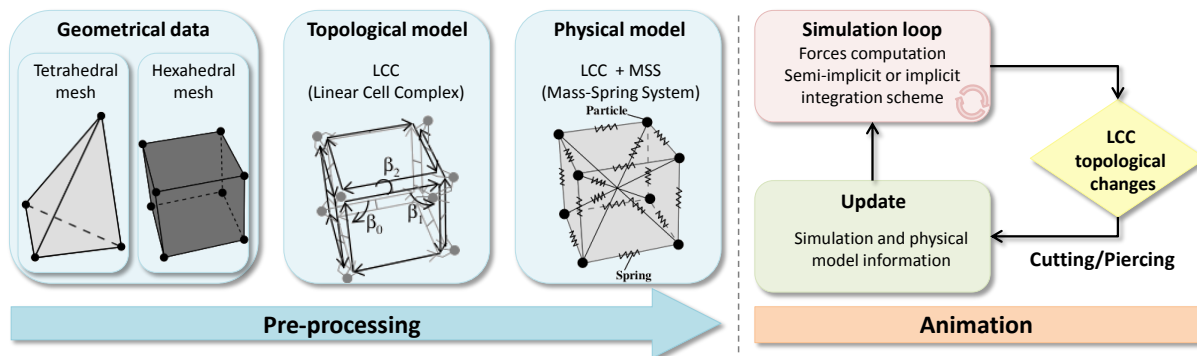 Geometrical data
Tetrahedral
mesh
Hexahedral
mesh
Topological model
LCC
(Linear Cell Complex)
β2
β1
β0
Physical model
LCC + MSS
(Mass-Spring System)
Particle
Spring
Pre-processing
Simulation loop
Forces computation
Semi-implicit or implicit
integration scheme
LCC
topological
changes
Update
Simulation and physical
model information
Cutting/Piercing
Animation